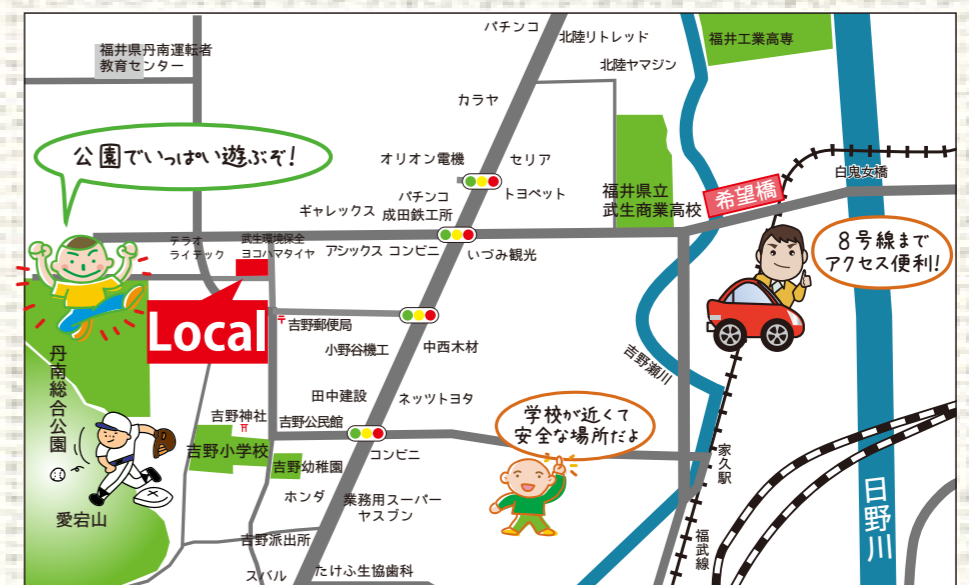 パチンコ
北陸リトレッド
福井工業高専
福井県丹南運転者
教育センター
北陸ヤマジン
カラヤ
公園でいっぱい遊ぶぞ!
オリオン電機
セリア
白鬼女橋
福井県立
武生商業高校
希望橋
トヨペット
パチンコ
成田鉄工所
ギャレックス
テラオ
ライテック
武生環境保全
ヨコハマタイヤ
アシックス
コンビニ
いづみ観光
8号線まで
アクセス便利!
Local
〒吉野郵便局
小野谷機工
中西木材
吉野瀬川
丹南総合公園
田中建設
ネッツトヨタ
学校が近くて
安全な場所だよ
吉野神社
吉野公民館
吉野小学校
コンビニ
家久駅
吉野幼稚園
日野川
ホンダ
業務用スーパー
ヤスブン
愛宕山
吉野派出所
福武線
スバル
たけふ生協歯科